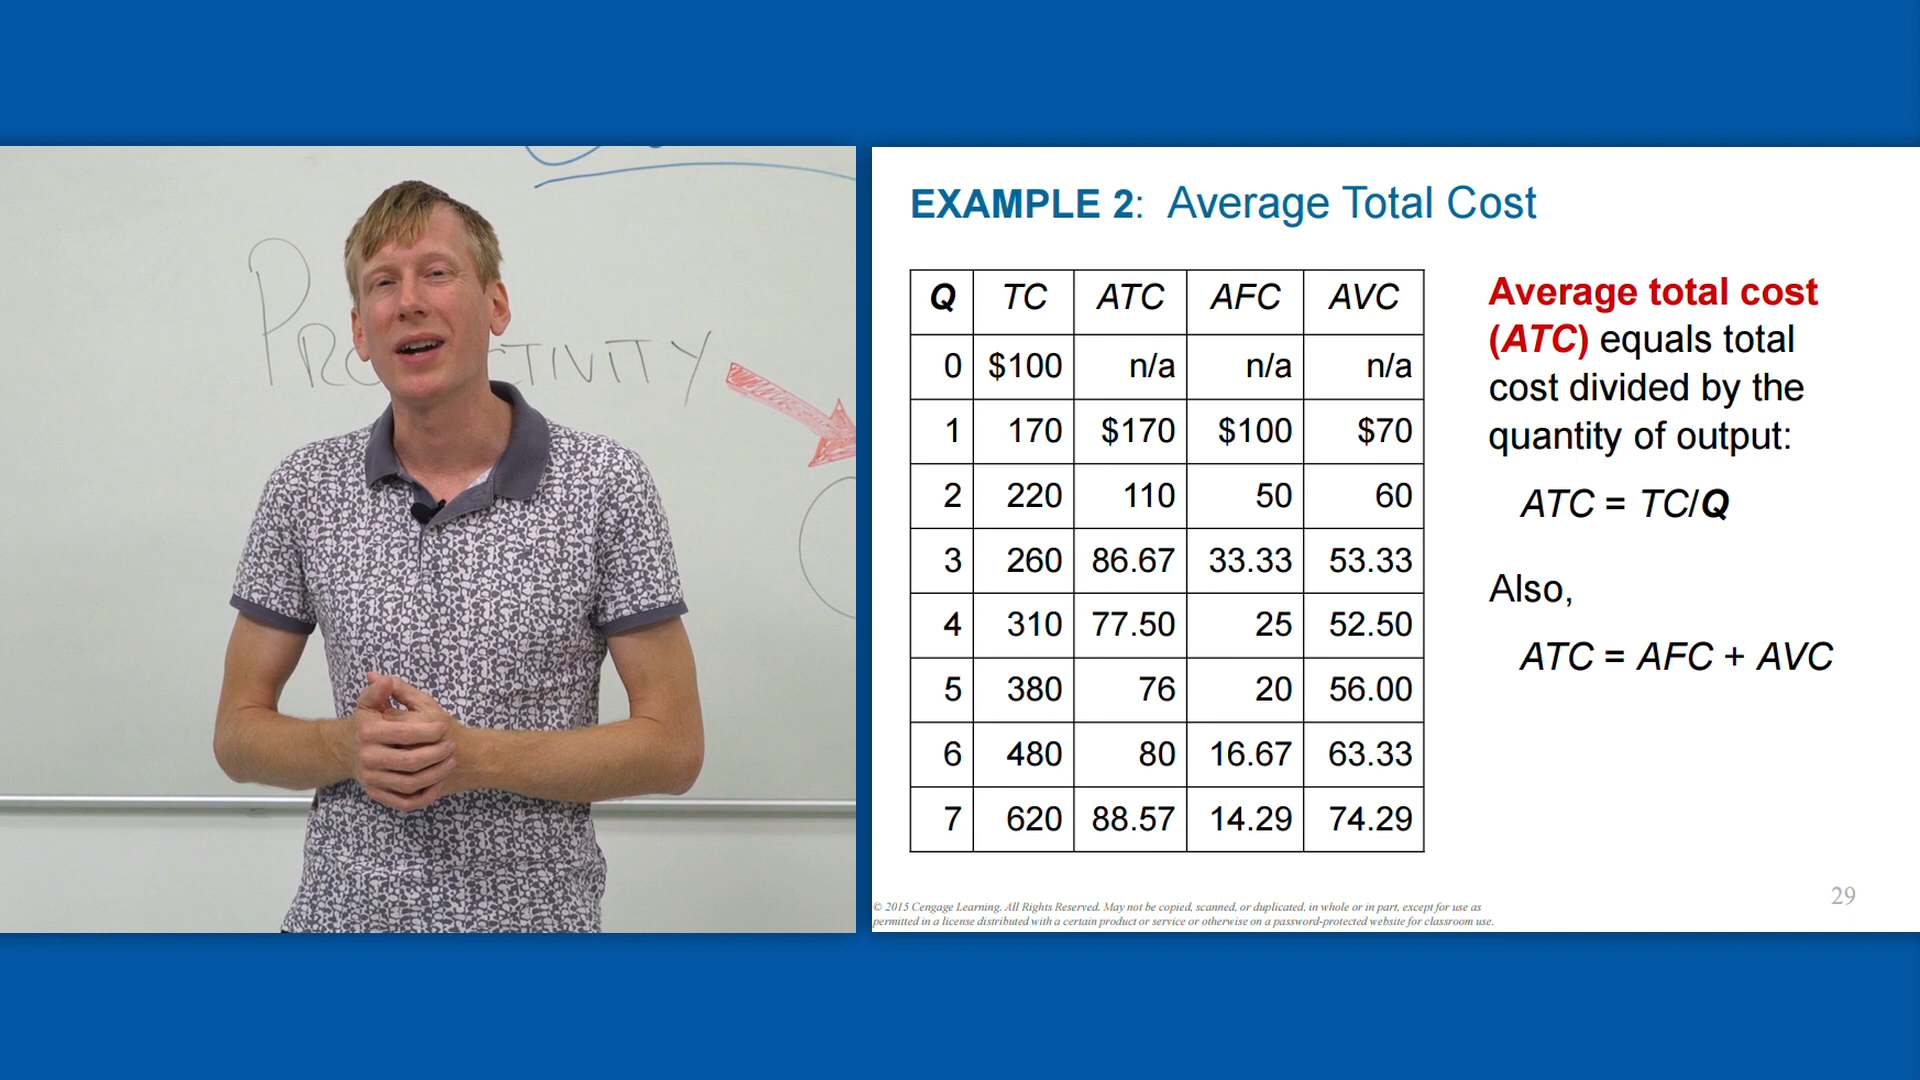 PRO CTIVITY
EXAMPLE 2: Average Total Cost
Q TC ATC AFC AVC
0 $100 n/a n/a n/a
1 170 $170 $100 $70
2 220 110 50 60
3 260 86.67 33.33 53.33
4 310 77.50 25 52.50
5 380 76 20 56.00
6 480 80 16.67 63.33
7 620 88.57 14.29 74.29
Average total cost
(ATC) equals total
cost divided by the
quantity of output:
ATC = TC/Q
Also,
ATC = AFC + AVC
29
© 2015 Cengage Learning. All Rights Reserved. May not be copied, scanned, or duplicated, in whole or in part, except for use as
permitted in a license distributed with a certain product or service or otherwise on a password-protected website for classroom use.